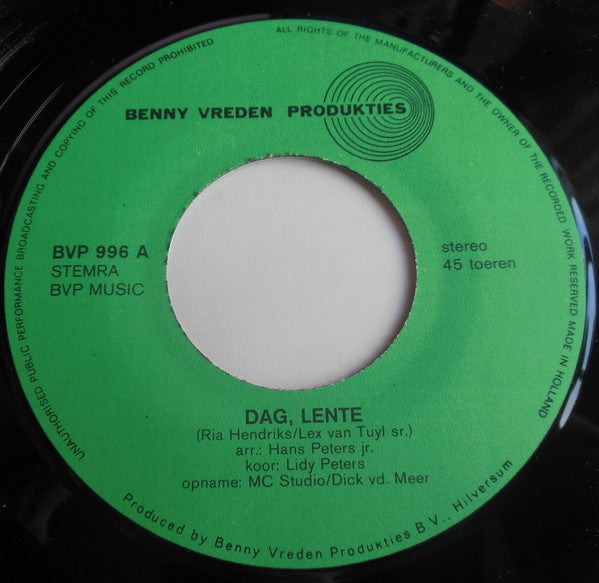 ALL RIGHTS OF THE MANUFACTURERS AND THE OWNER OF THE RECORDED WORK RESERVED MADE IN HOLLAND
UNAUTHORISED PUBLIC PERFORMANCE BROADCASTING AND COPYING OF THIS RECORD PROHIBITED
BENNY VREDEN PRODUKTIES
BVP 996 A
STEMRA
BVP MUSIC
stereo
45 toeren
DAG, LENTE
(Ria Hendriks/Lex van Tuyl sr.)
arr.: Hans Peters jr.
koor: Lidy Peters
opname: MC Studio/Dick vd. Meer
Produced by Benny Vreden Produkties B.V., Hilversum